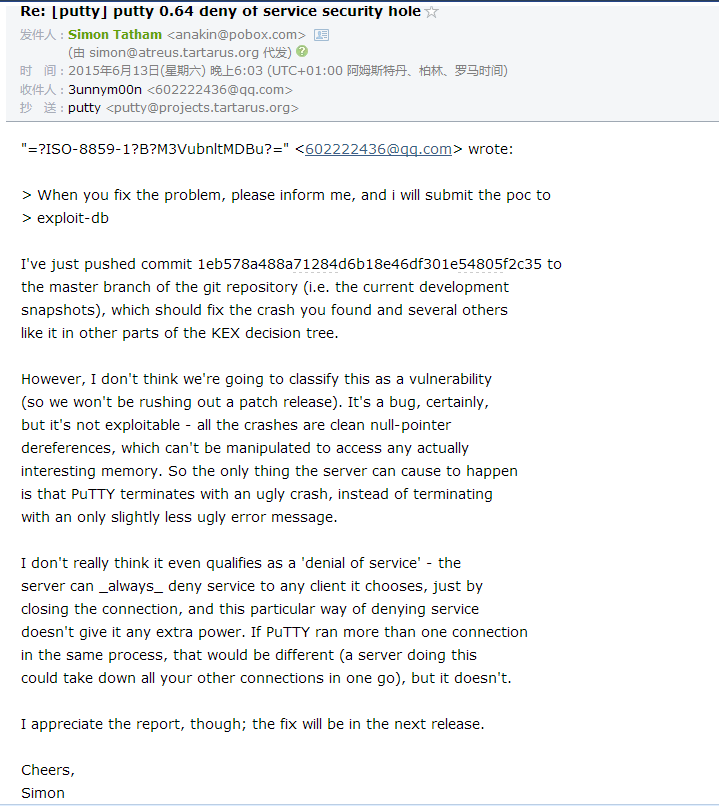 Re: [putty] putty 0.64 deny of service security hole☆
发件人：Simon Tatham <anakin@pobox.com>
(由 simon@atreus.tartarus.org 代发)
时 间：2015年6月13日(星期六) 晚上6:03 (UTC+01:00 阿姆斯特丹、柏林、罗马时间)
收件人：3unnym00n <602222436@qq.com>
抄 送：putty <putty@projects.tartarus.org>
"=?ISO-8859-1?B?M3VubnltMDBu?=" <602222436@qq.com> wrote:
> When you fix the problem, please inform me, and i will submit the poc to
> exploit-db
I've just pushed commit 1eb578a488a71284d6b18e46df301e54805f2c35 to
the master branch of the git repository (i.e. the current development
snapshots), which should fix the crash you found and several others
like it in other parts of the KEX decision tree.
However, I don't think we're going to classify this as a vulnerability
(so we won't be rushing out a patch release). It's a bug, certainly,
but it's not exploitable - all the crashes are clean null-pointer
dereferences, which can't be manipulated to access any actually
interesting memory. So the only thing the server can cause to happen
is that PuTTY terminates with an ugly crash, instead of terminating
with an only slightly less ugly error message.
I don't really think it even qualifies as a 'denial of service' - the
server can _always_ deny service to any client it chooses, just by
closing the connection, and this particular way of denying service
doesn't give it any extra power. If PuTTY ran more than one connection
in the same process, that would be different (a server doing this
could take down all your other connections in one go), but it doesn't.
I appreciate the report, though; the fix will be in the next release.
Cheers,
Simon